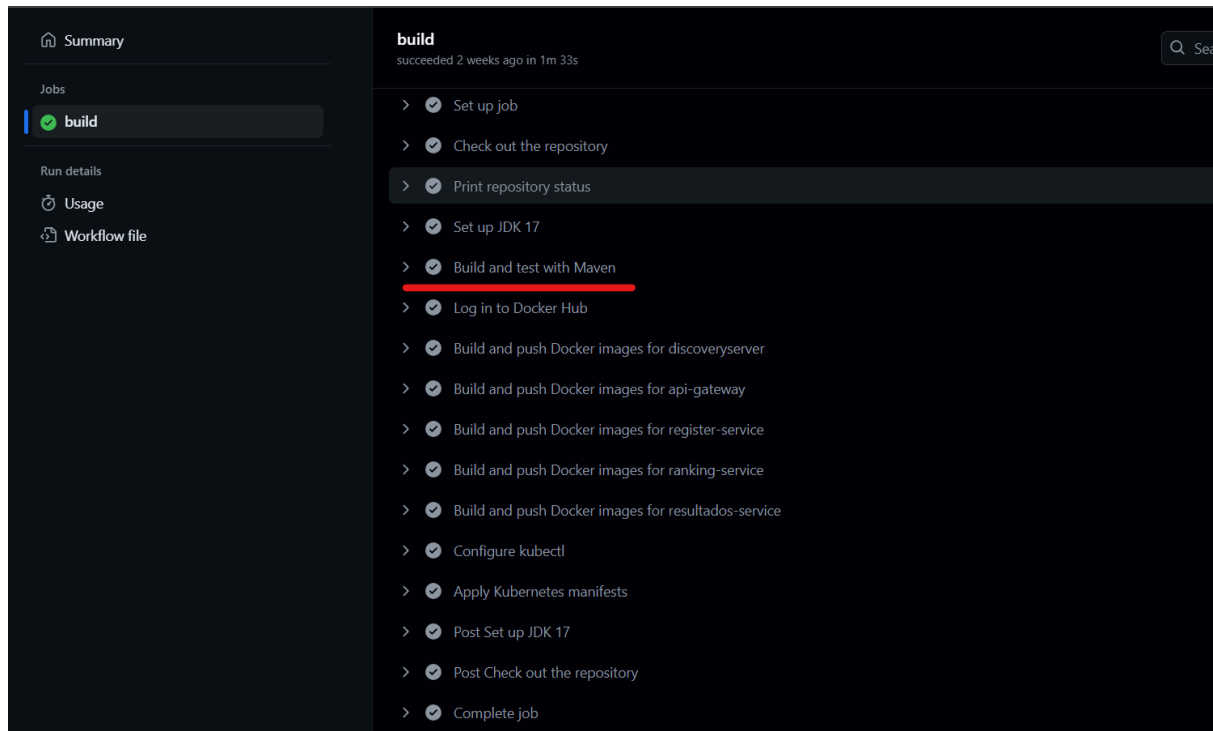 Summary
Jobs
build
Run details
Usage
Workflow file
build
succeeded 2 weeks ago in 1m 33s
Sea
Set up job
Check out the repository
Print repository status
Set up JDK 17
Build and test with Maven
Log in to Docker Hub
Build and push Docker images for discoveryserver
Build and push Docker images for api-gateway
Build and push Docker images for register-service
Build and push Docker images for ranking-service
Build and push Docker images for resultados-service
Configure kubectl
Apply Kubernetes manifests
Post Set up JDK 17
Post Check out the repository
Complete job